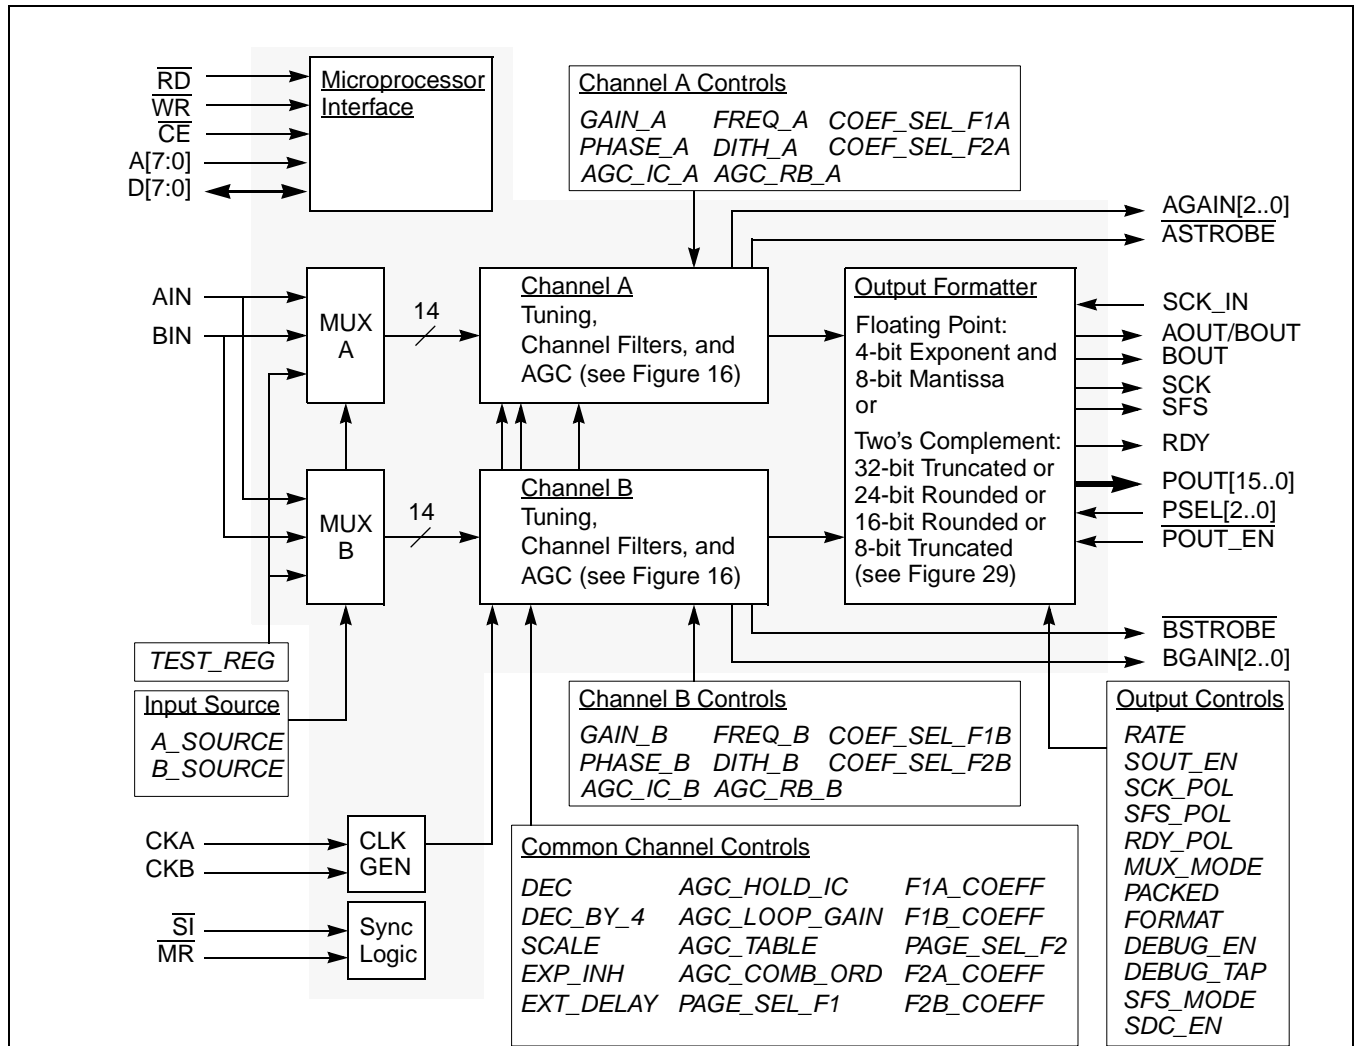 RD
WR
CE
A[7:0]
D[7:0]
Microprocessor
Interface
Channel A Controls
GAIN_A FREQ_A COEF_SEL_F1A
PHASE_A DITH_A COEF_SEL_F2A
AGC_IC_A AGC_RB_A
AGAIN[2..0]
ASTROBE
AIN
BIN
MUX
A
14
Channel A
Tuning,
Channel Filters, and
AGC (see Figure 16)
MUX
B
14
Channel B
Tuning,
Channel Filters, and
AGC (see Figure 16)
Output Formatter
Floating Point:
4-bit Exponent and
8-bit Mantissa
or
Two's Complement:
32-bit Truncated or
24-bit Rounded or
16-bit Rounded or
8-bit Truncated
(see Figure 29)
SCK_IN
AOUT/BOUT
BOUT
SCK
SFS
RDY
POUT[15..0]
PSEL[2..0]
POUT_EN
BSTROBE
BGAIN[2..0]
TEST_REG
Input Source
A_SOURCE
B_SOURCE
Channel B Controls
GAIN_B FREQ_B COEF_SEL_F1B
PHASE_B DITH_B COEF_SEL_F2B
AGC_IC_B AGC_RB_B
CKA
CKB
CLK
GEN
SI
MR
Sync
Logic
Common Channel Controls
DEC AGC_HOLD_IC F1A_COEFF
DEC_BY_4 AGC_LOOP_GAIN F1B_COEFF
SCALE AGC_TABLE PAGE_SEL_F2
EXP_INH AGC_COMB_ORD F2A_COEFF
EXT_DELAY PAGE_SEL_F1 F2B_COEFF
Output Controls
RATE
SOUT_EN
SCK_POL
SFS_POL
RDY_POL
MUX_MODE
PACKED
FORMAT
DEBUG_EN
DEBUG_TAP
SFS_MODE
SDC_EN